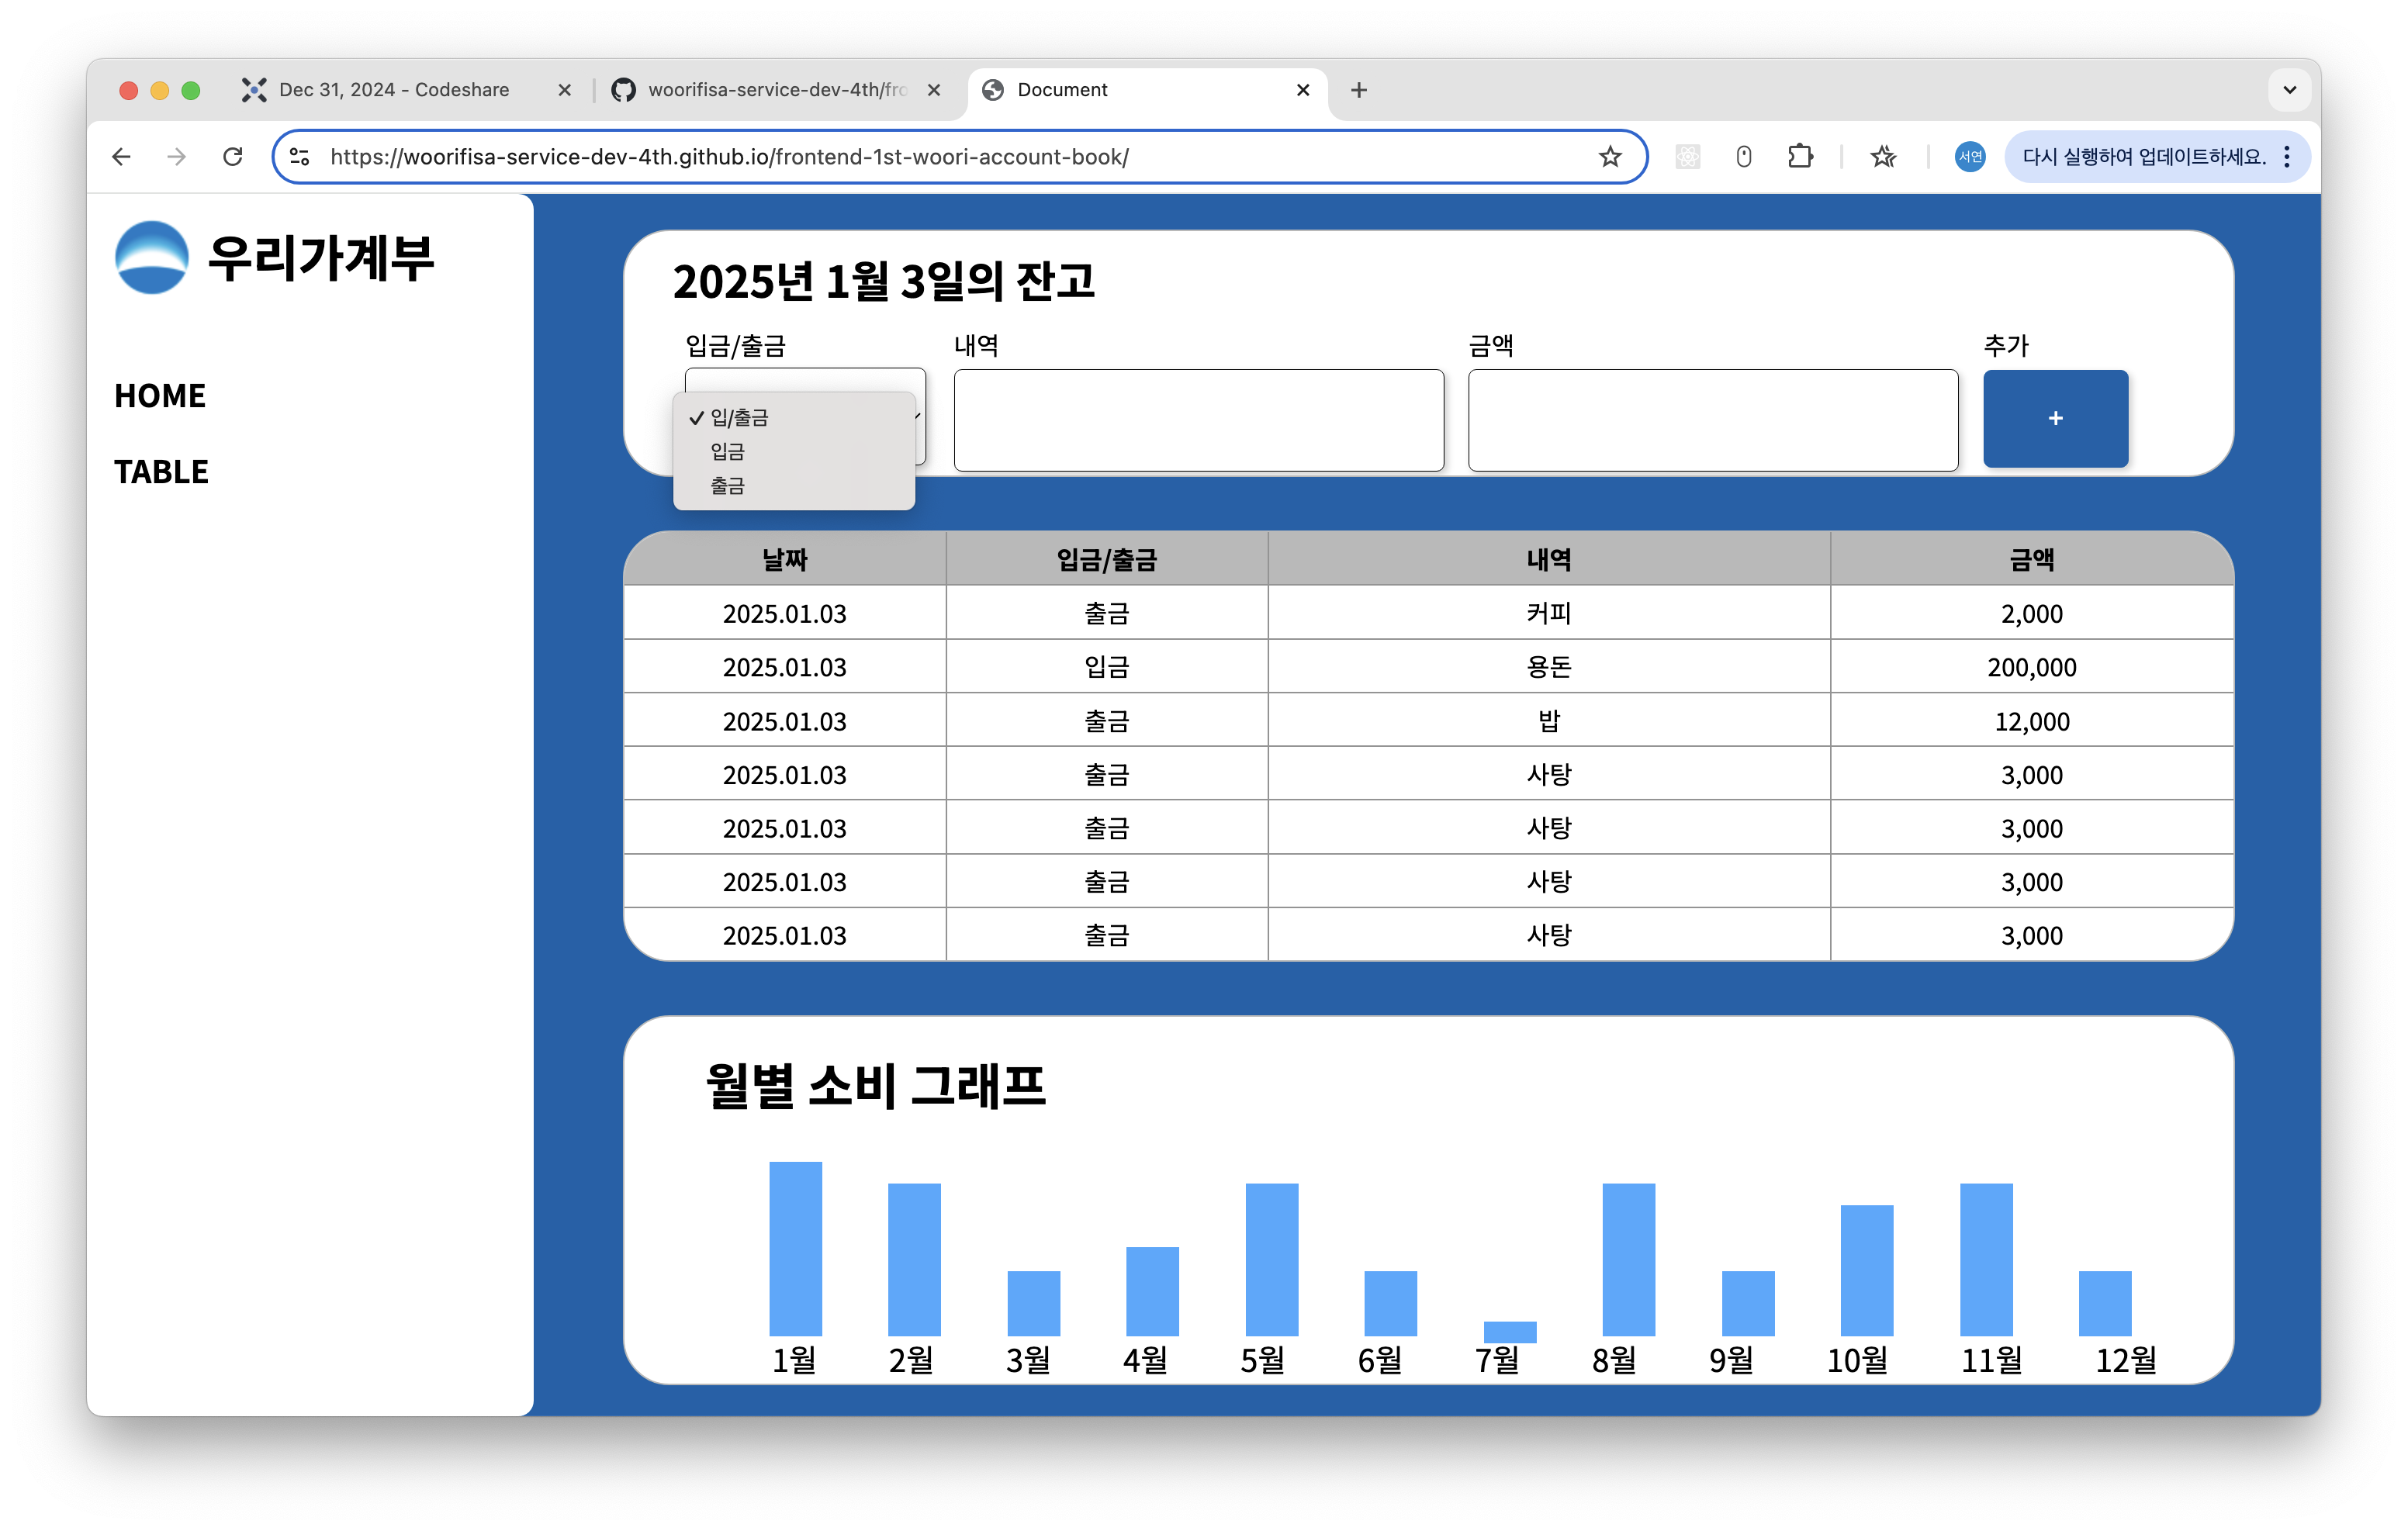 Dec 31, 2024 - Codeshare
woorifisa-service-dev-4th/fro
Document
https://woorifisa-service-dev-4th.github.io/frontend-1st-woori-account-book/
서연
다시 실행하여 업데이트하세요.
우리가계부
HOME
TABLE
2025년 1월 3일의 잔고
입금/출금 내역 금액 추가
✓ 입/출금
입금
출금
+
날짜 입금/출금 내역 금액
2025.01.03 출금 커피 2,000
2025.01.03 입금 용돈 200,000
2025.01.03 출금 밥 12,000
2025.01.03 출금 사탕 3,000
2025.01.03 출금 사탕 3,000
2025.01.03 출금 사탕 3,000
2025.01.03 출금 사탕 3,000
월별 소비 그래프
1월 2월 3월 4월 5월 6월 7월 8월 9월 10월 11월 12월